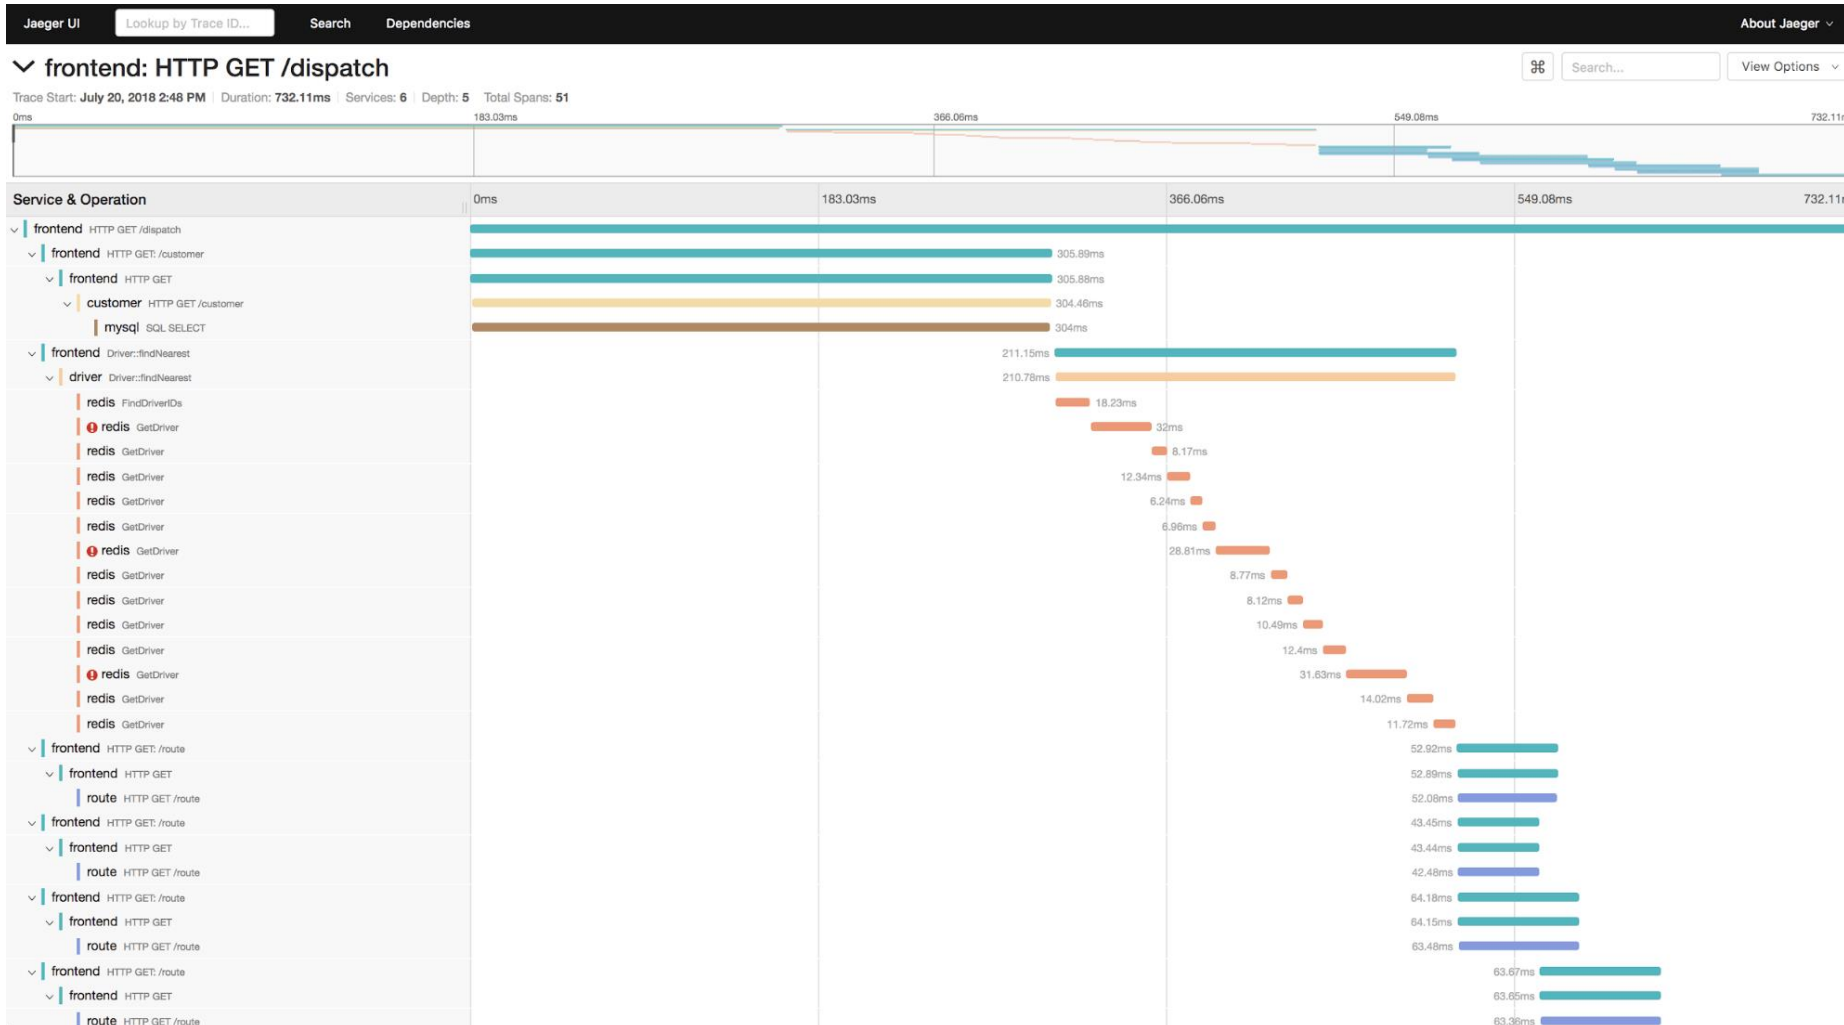 Jaeger UI Lookup by Trace ID... Search Dependencies About Jaeger
frontend: HTTP GET /dispatch Search... View Options
Trace Start: July 20, 2018 2:48 PM Duration: 732.11ms Services: 6 Depth: 5 Total Spans: 51
0ms 183.03ms 366.06ms 549.08ms 732.11
Service & Operation 0ms 183.03ms 366.06ms 549.08ms 732.11
frontend HTTP GET /dispatch
frontend HTTP GET: /customer 305.89ms
frontend HTTP GET 305.88ms
customer HTTP GET /customer 304.46ms
mysql SQL SELECT 304ms
frontend Driver::findNearest 211.15ms
driver Driver::findNearest 210.78ms
redis FindDriverIDs 18.23ms
redis GetDriver 32ms
redis GetDriver 8.17ms
redis GetDriver 12.34ms
redis GetDriver 6.24ms
redis GetDriver 6.96ms
redis GetDriver 28.81ms
redis GetDriver 8.77ms
redis GetDriver 8.12ms
redis GetDriver 10.49ms
redis GetDriver 12.4ms
redis GetDriver 31.63ms
redis GetDriver 14.02ms
redis GetDriver 11.72ms
frontend HTTP GET: /route 52.92ms
frontend HTTP GET 52.89ms
route HTTP GET /route 52.08ms
frontend HTTP GET: /route 43.45ms
frontend HTTP GET 43.44ms
route HTTP GET /route 42.48ms
frontend HTTP GET: /route 64.18ms
frontend HTTP GET 64.15ms
route HTTP GET /route 63.48ms
frontend HTTP GET: /route 63.67ms
frontend HTTP GET 63.65ms
route HTTP GET /route 63.36ms